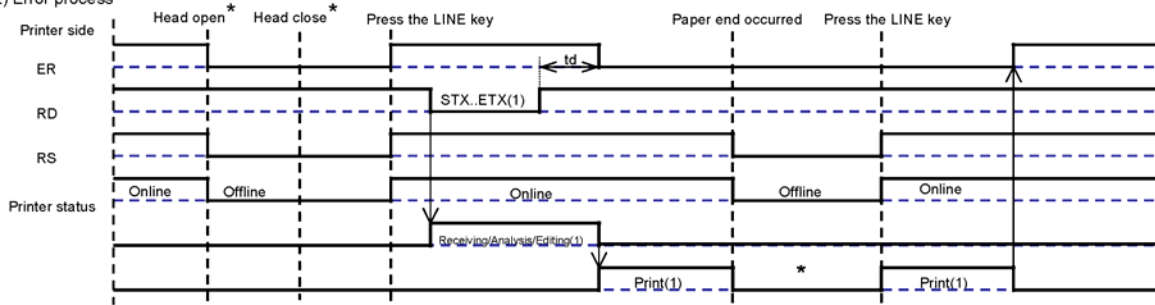 ) Error process
Head open* Head close* Press the LINE key Paper end occurred Press the LINE key
Printer side
ER
td
RD
STX..ETX(1)
RS
Printer status
Online Offline Online Offline Online
Receiving/Analysis/Editing(1)
Print(1) * Print(1)